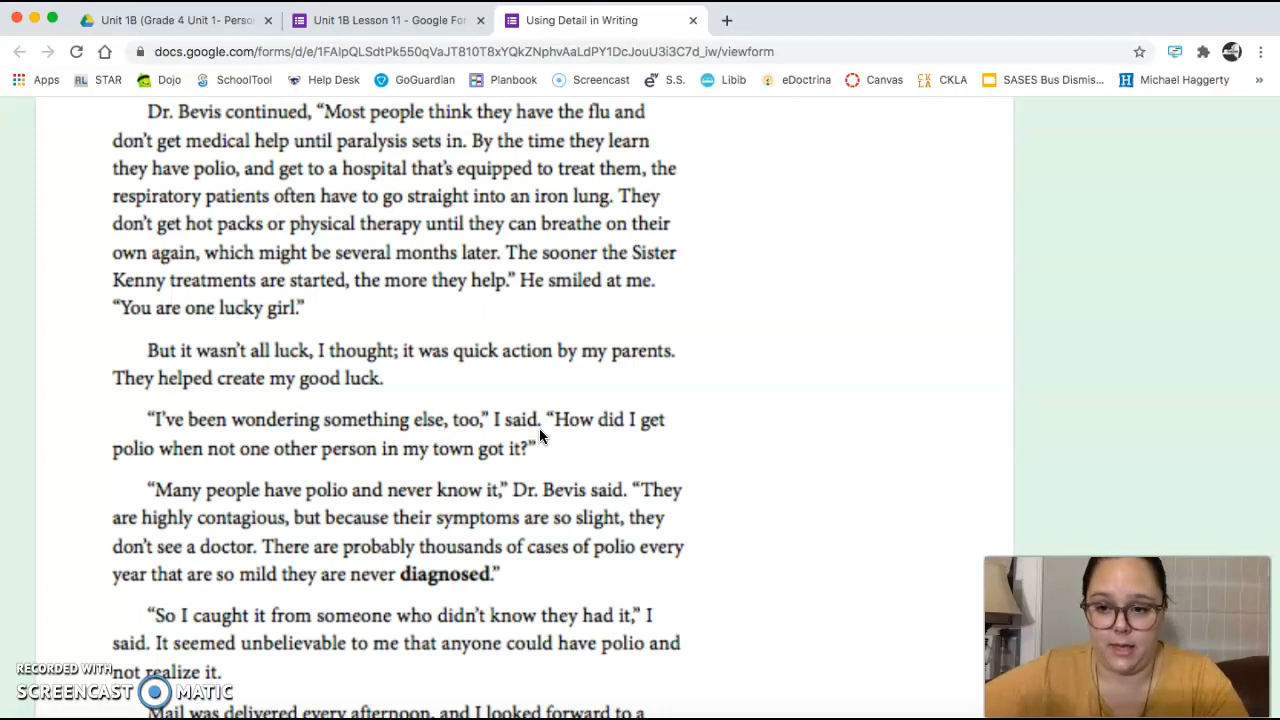 Unit 1B (Grade 4 Unit 1- Perso
Unit 1B Lesson 11 - Google For
Using Detail in Writing
docs.google.com/forms/d/e/1FAIpQLSdtPk550qVaJT810T8xYQkZNphvAaLdPY1DcJouU3i3C7d_iw/viewform
Apps RL STAR Dojo SchoolTool Help Desk GoGuardian Planbook Screencast S.S. Libib eDoctrina Canvas CKLA CKLA SASES Bus Dismis... H Michael Haggerty »
Dr. Bevis continued, “Most people think they have the flu and
don’t get medical help until paralysis sets in. By the time they learn
they have polio, and get to a hospital that’s equipped to treat them, the
respiratory patients often have to go straight into an iron lung. They
don’t get hot packs or physical therapy until they can breathe on their
own again, which might be several months later. The sooner the Sister
Kenny treatments are started, the more they help.” He smiled at me.
“You are one lucky girl.”
But it wasn’t all luck, I thought; it was quick action by my parents.
They helped create my good luck.
“I’ve been wondering something else, too,” I said. “How did I get
polio when not one other person in my town got it?”
“Many people have polio and never know it,” Dr. Bevis said. “They
are highly contagious, but because their symptoms are so slight, they
don’t see a doctor. There are probably thousands of cases of polio every
year that are so mild they are never diagnosed.”
“So I caught it from someone who didn’t know they had it,” I
said. It seemed unbelievable to me that anyone could have polio and
not realize it.
Mail was delivered every afternoon, and I looked forward to a
RECORDED WITH
SCREENCAST MATIC